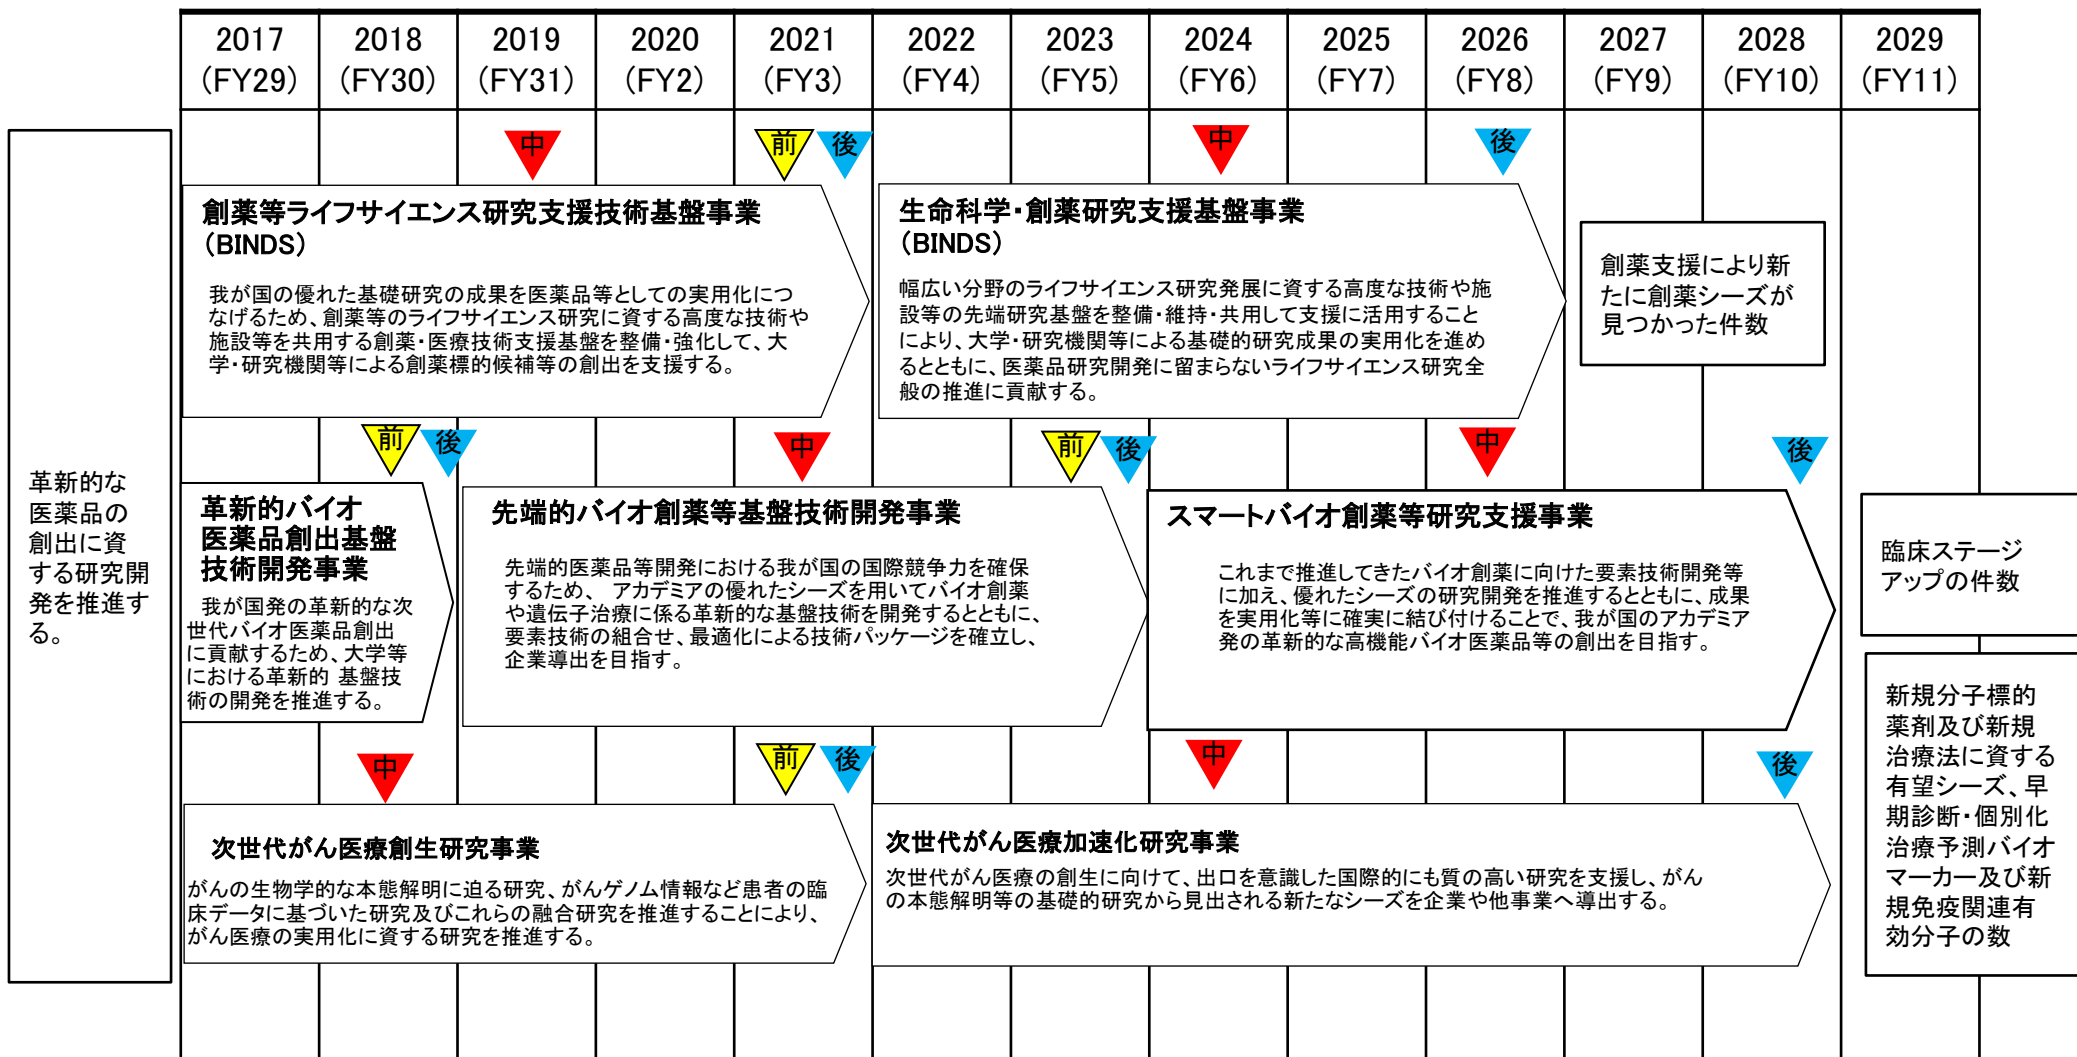 2017
(FY29)
2018
(FY30)
2019
(FY31)
2020
(FY2)
2021
(FY3)
2022
(FY4)
2023
(FY5)
2024
(FY6)
2025
(FY7)
2026
(FY8)
2027
(FY9)
2028
(FY10)
2029
(FY11)
革新的な
医薬品の
創出に資
する研究開
発を推進す
る。
中
前
後
中
後
創薬等ライフサイエンス研究支援技術基盤事業
(BINDS)
我が国の優れた基礎研究の成果を医薬品等としての実用化につ
なげるため、創薬等のライフサイエンス研究に資する高度な技術や
施設等を共用する創薬・医療技術支援基盤を整備・強化して、大
学・研究機関等による創薬標的候補等の創出を支援する。
生命科学・創薬研究支援基盤事業
(BINDS)
幅広い分野のライフサイエンス研究発展に資する高度な技術や施
設等の先端研究基盤を整備・維持・共用して支援に活用すること
により、大学・研究機関等による基礎的研究成果の実用化を進め
るとともに、医薬品研究開発に留まらないライフサイエンス研究全
般の推進に貢献する。
創薬支援により新
たに創薬シーズが
見つかった件数
前
後
中
前
後
中
後
革新的バイオ
医薬品創出基盤
技術開発事業
我が国発の革新的な次
世代バイオ医薬品創出
に貢献するため、大学等
における革新的 基盤技
術の開発を推進する。
先端的バイオ創薬等基盤技術開発事業
先端的医薬品等開発における我が国の国際競争力を確保
するため、 アカデミアの優れたシーズを用いてバイオ創薬
や遺伝子治療に係る革新的な基盤技術を開発するとともに、
要素技術の組合せ、最適化による技術パッケージを確立し、
企業導出を目指す。
スマートバイオ創薬等研究支援事業
これまで推進してきたバイオ創薬に向けた要素技術開発等
に加え、優れたシーズの研究開発を推進するとともに、成果
を実用化等に確実に結び付けることで、我が国のアカデミア
発の革新的な高機能バイオ医薬品等の創出を目指す。
臨床ステージ
アップの件数
中
前
後
中
後
次世代がん医療創生研究事業
がんの生物学的な本態解明に迫る研究、がんゲノム情報など患者の臨
床データに基づいた研究及びこれらの融合研究を推進することにより、
がん医療の実用化に資する研究を推進する。
次世代がん医療加速化研究事業
次世代がん医療の創生に向けて、出口を意識した国際的にも質の高い研究を支援し、がん
の本態解明等の基礎的研究から見出される新たなシーズを企業や他事業へ導出する。
新規分子標的
薬剤及び新規
治療法に資する
有望シーズ、早
期診断・個別化
治療予測バイオ
マーカー及び新
規免疫関連有
効分子の数